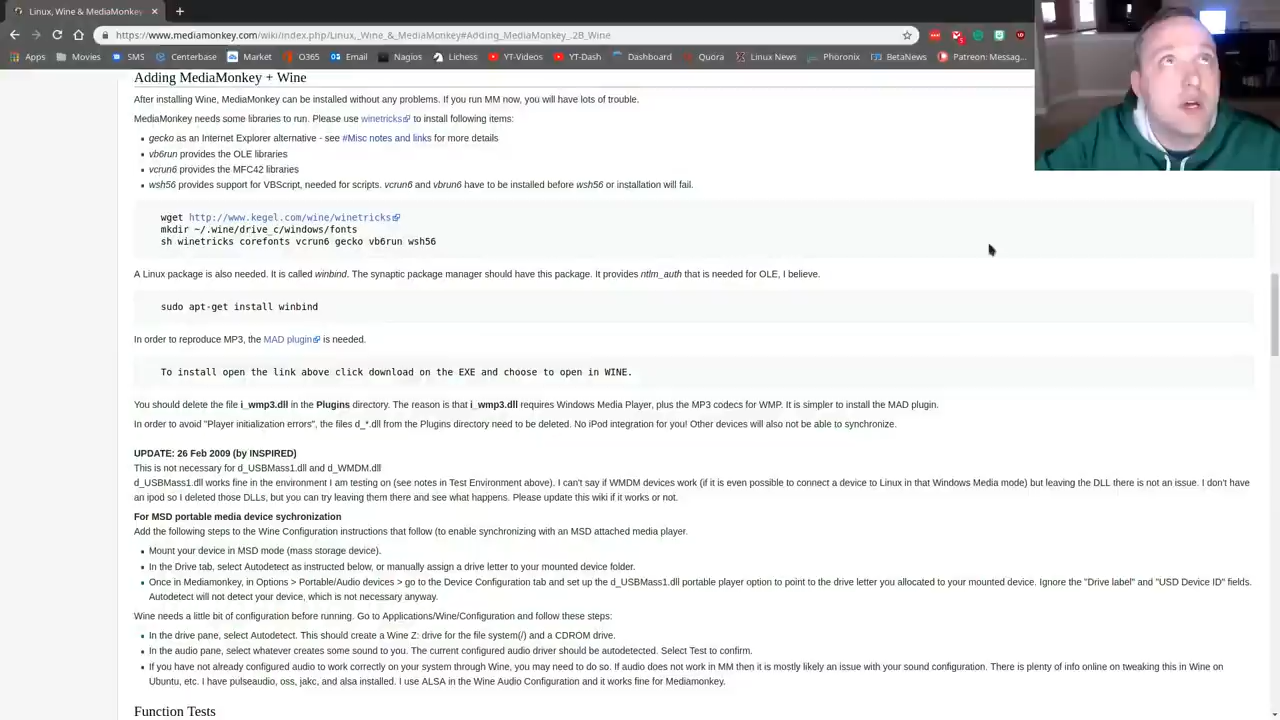 Linux, Wine & MediaMonkey
https://www.mediamonkey.com/wiki/index.php/Linux,_Wine_&_MediaMonkey#Adding_MediaMonkey_.2B_Wine
Apps Movies SMS Centerbase Market O365 Email Nagios Lichess YT-Videos YT-Dash Dashboard Quora Linux News Phoronix BetaNews Patreon: Messag...
Adding MediaMonkey + Wine
After installing Wine, MediaMonkey can be installed without any problems. If you run MM now, you will have lots of trouble.
MediaMonkey needs some libraries to run. Please use winetricks to install following items:
gecko as an Internet Explorer alternative - see #Misc notes and links for more details
vb6run provides the OLE libraries
vcrun6 provides the MFC42 libraries
wsh56 provides support for VBScript, needed for scripts. vcrun6 and vbrun6 have to be installed before wsh56 or installation will fail.
wget http://www.kegel.com/wine/winetricks
mkdir ~/.wine/drive_c/windows/fonts
sh winetricks corefonts vcrun6 gecko vb6run wsh56
A Linux package is also needed. It is called winbind. The synaptic package manager should have this package. It provides ntlm_auth that is needed for OLE, I believe.
sudo apt-get install winbind
In order to reproduce MP3, the MAD plugin is needed.
To install open the link above click download on the EXE and choose to open in WINE.
You should delete the file i_wmp3.dll in the Plugins directory. The reason is that i_wmp3.dll requires Windows Media Player, plus the MP3 codecs for WMP. It is simpler to install the MAD plugin.
In order to avoid "Player initialization errors", the files d_*.dll from the Plugins directory need to be deleted. No iPod integration for you! Other devices will also not be able to synchronize.
UPDATE: 26 Feb 2009 (by INSPIRED)
This is not necessary for d_USBMass1.dll and d_WMDM.dll
d_USBMass1.dll works fine in the environment I am testing on (see notes in Test Environment above). I can't say if WMDM devices work (if it is even possible to connect a device to Linux in that Windows Media mode) but leaving the DLL there is not an issue. I don't have
an ipod so I deleted those DLLs, but you can try leaving them there and see what happens. Please update this wiki if it works or not.
For MSD portable media device sychronization
Add the following steps to the Wine Configuration instructions that follow (to enable synchronizing with an MSD attached media player.
Mount your device in MSD mode (mass storage device).
In the Drive tab, select Autodetect as instructed below, or manually assign a drive letter to your mounted device folder.
Once in Mediamonkey, in Options > Portable/Audio devices > go to the Device Configuration tab and set up the d_USBMass1.dll portable player option to point to the drive letter you allocated to your mounted device. Ignore the "Drive label" and "USD Device ID" fields.
Autodetect will not detect your device, which is not necessary anyway.
Wine needs a little bit of configuration before running. Go to Applications/Wine/Configuration and follow these steps:
In the drive pane, select Autodetect. This should create a Wine Z: drive for the file system(/) and a CDROM drive.
In the audio pane, select whatever creates some sound to you. The current configured audio driver should be autodetected. Select Test to confirm.
If you have not already configured audio to work correctly on your system through Wine, you may need to do so. If audio does not work in MM then it is mostly likely an issue with your sound configuration. There is plenty of info online on tweaking this in Wine on
Ubuntu, etc. I have pulseaudio, oss, jakc, and alsa installed. I use ALSA in the Wine Audio Configuration and it works fine for Mediamonkey.
Function Tests